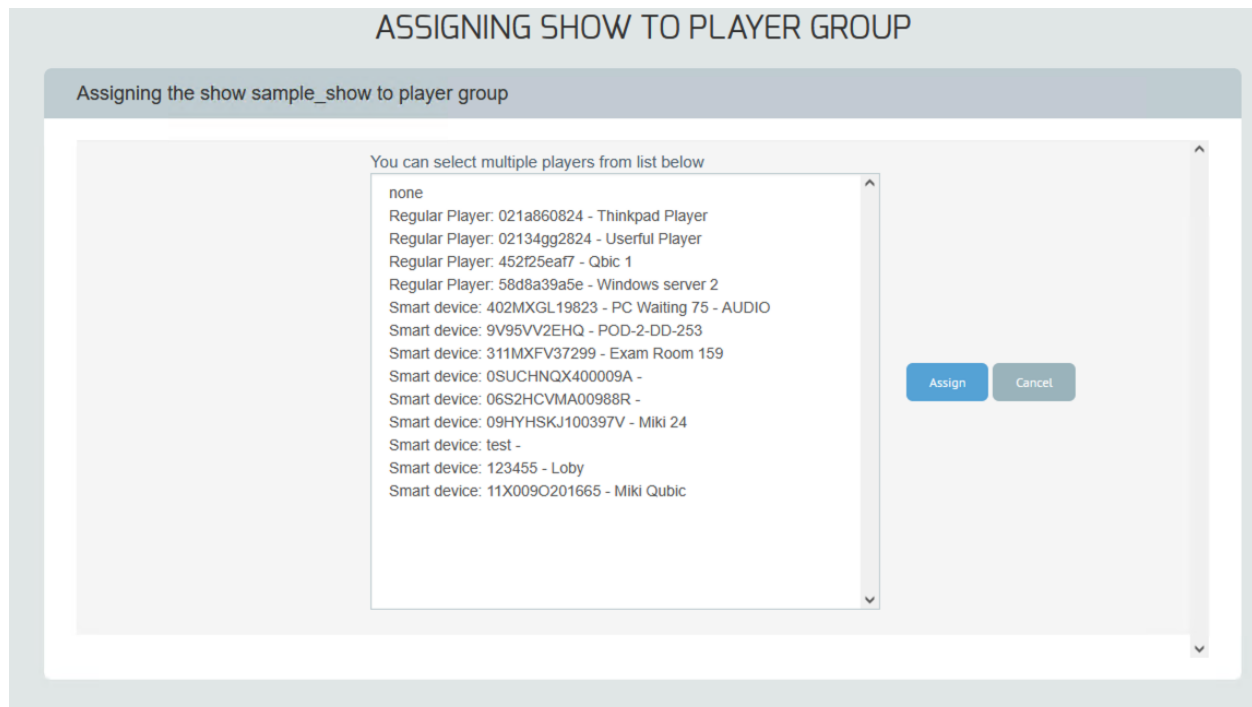 ASSIGNING SHOW TO PLAYER GROUP
Assigning the show sample_show to player group
You can select multiple players from list below
none
Regular Player: 021a860824 - Thinkpad Player
Regular Player: 02134gg2824 - Userful Player
Regular Player: 452f25eaf7 - Qbic 1
Regular Player: 58d8a39a5e - Windows server 2
Smart device: 402MXGL19823 - PC Waiting 75 - AUDIO
Smart device: 9V95VV2EHQ - POD-2-DD-253
Smart device: 311MXFV37299 - Exam Room 159
Smart device: 0SUCHNQX400009A -
Smart device: 06S2HCVMA00988R -
Smart device: 09HYHSKJ100397V - Miki 24
Smart device: test -
Smart device: 123455 - Loby
Smart device: 11X009O201665 - Miki Qubic
Assign
Cancel